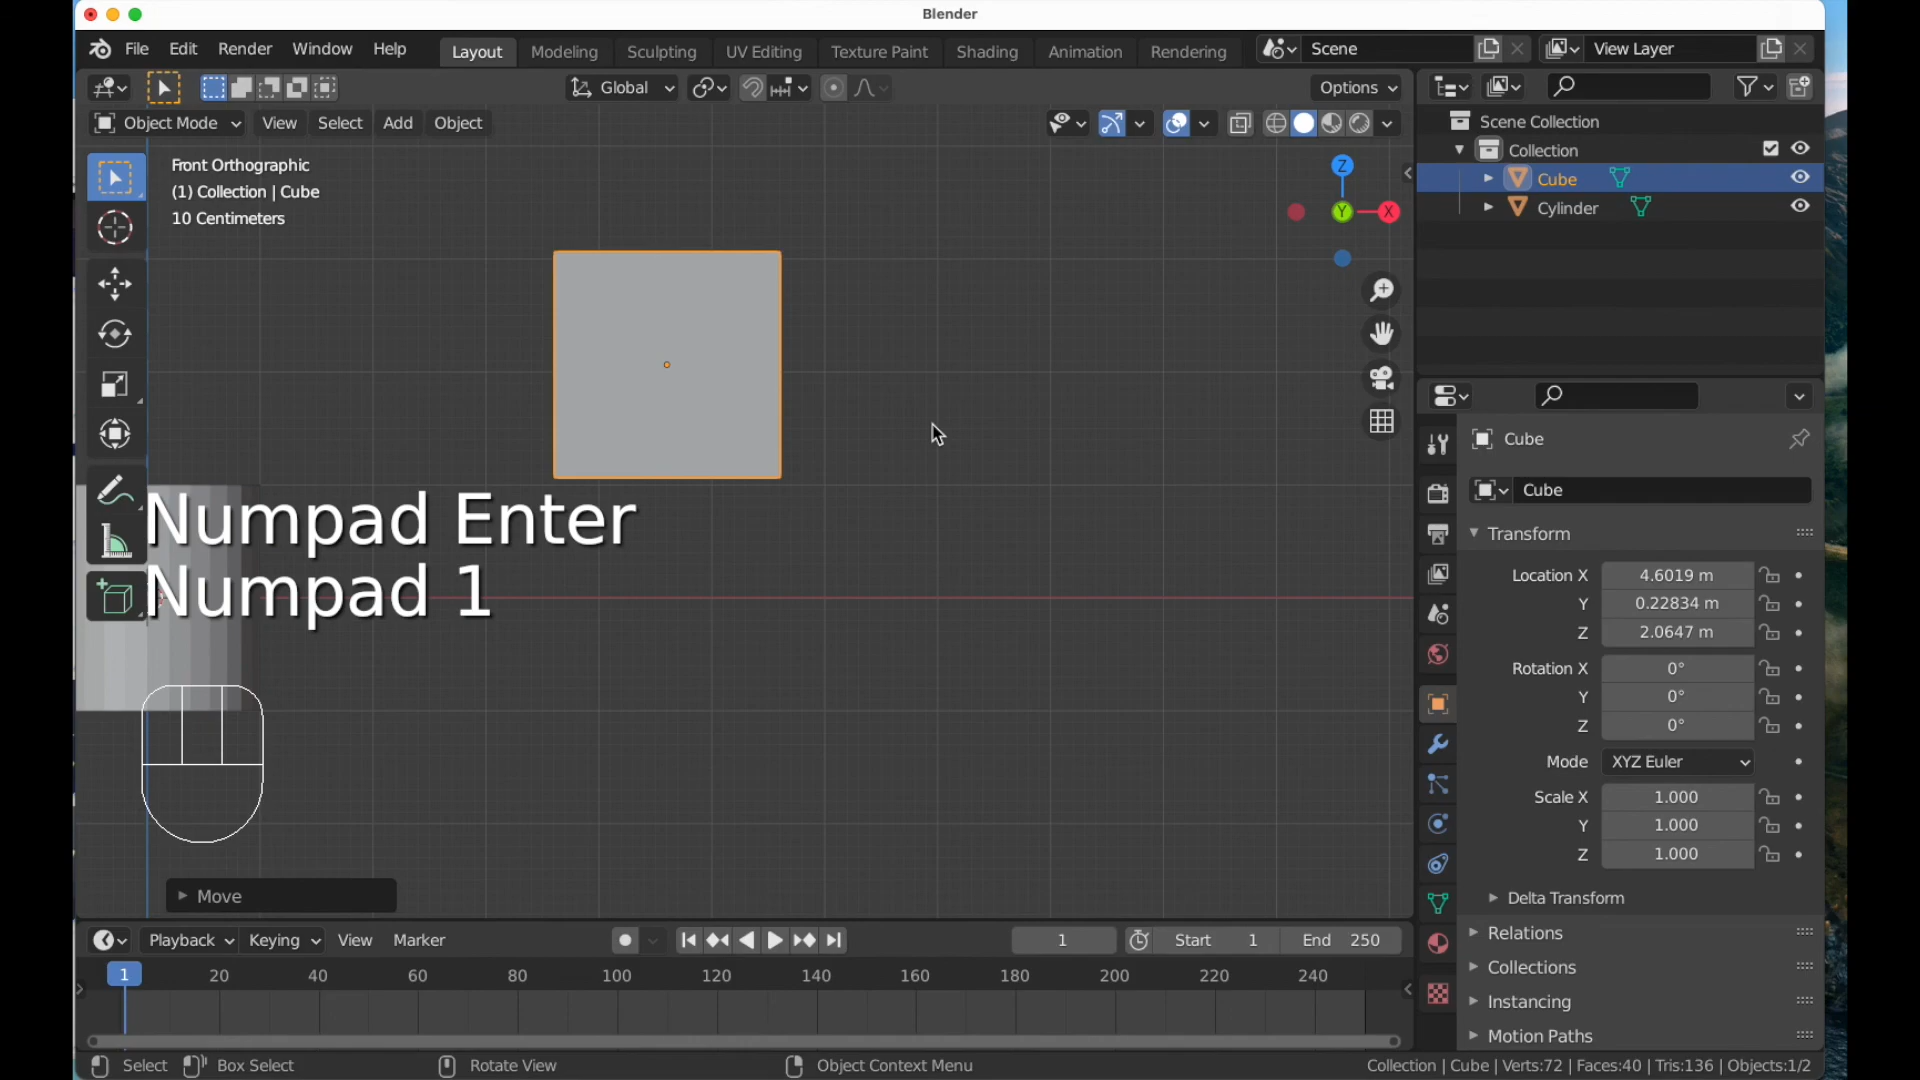 Blender
File Edit Render Window Help
Layout Modeling Sculpting UV Editing Texture Paint Shading Animation Rendering
Scene
View Layer
Global
Options
Object Mode View Select Add Object
Front Orthographic
(1) Collection | Cube
10 Centimeters
Z
Y
X
Scene Collection
Collection
Cube
Cylinder
Numpad Enter
Numpad 1
Cube
Cube
Transform
Location X 4.6019 m
Y 0.22834 m
Z 2.0647 m
Rotation X 0°
Y 0°
Z 0°
Mode XYZ Euler
Scale X 1.000
Y 1.000
Z 1.000
Delta Transform
Relations
Collections
Instancing
Motion Paths
Move
Playback Keying View Marker
1
Start 1
End 250
1 20 40 60 80 100 120 140 160 180 200 220 240
Select Box Select Rotate View Object Context Menu
Collection | Cube | Verts:72 | Faces:40 | Tris:136 | Objects:1/2